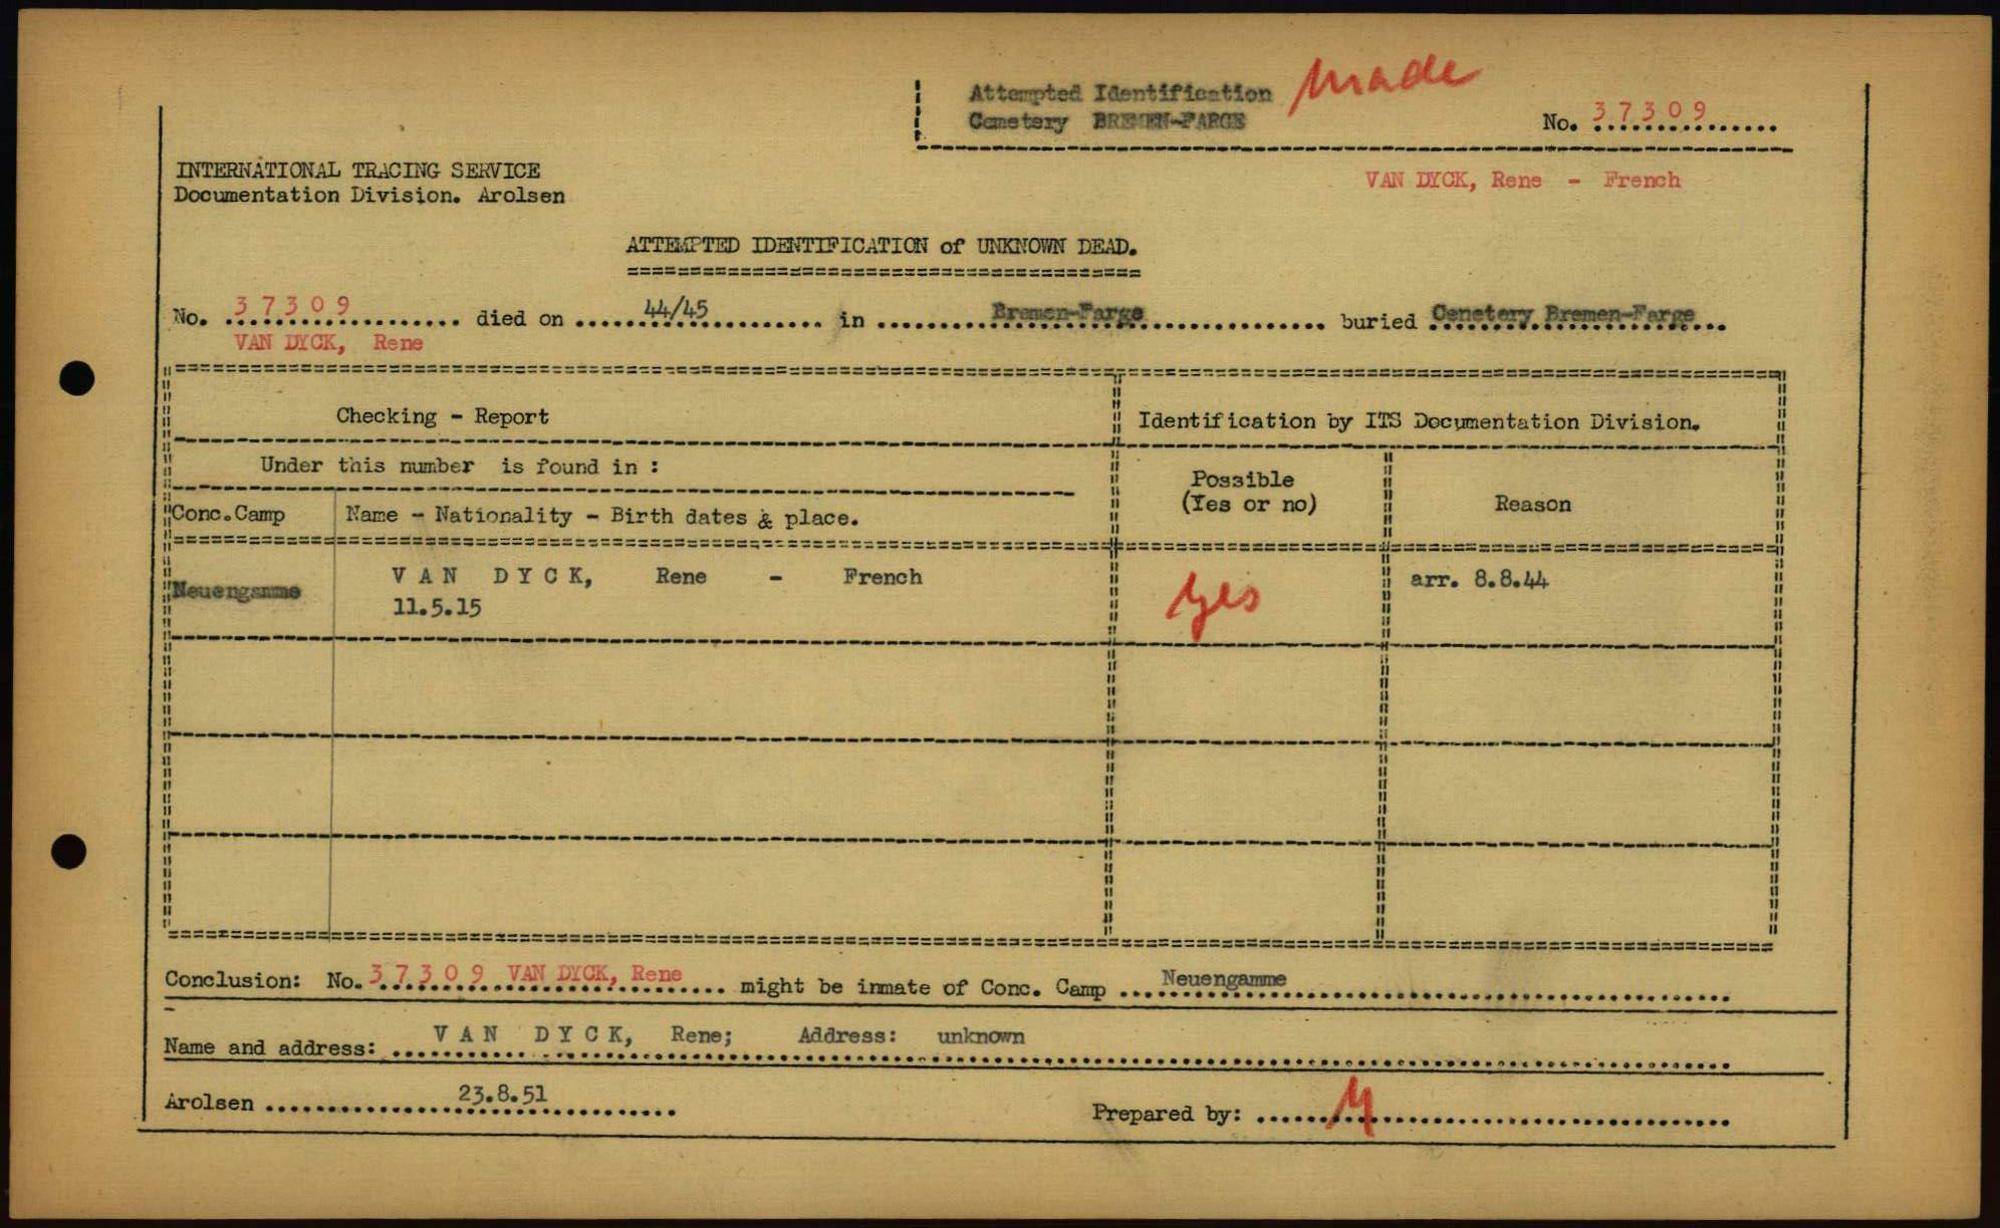 Attempted Identification made
Cemetery BREMEN-FARGE
No. 37309
INTERNATIONAL TRACING SERVICE
VAN DYCK, Rene - French
Documentation Division. Arolsen
ATTEMPTED IDENTIFICATION of UNKNOWN DEAD.
No. 37309 died on 44/45 in Bremen-Farge buried Cenetery Bremen-Farge
VAN DYCK, Rene
Checking - Report
Identification by ITS Documentation Division.
Under this number is found in :
Possible
(Yes or no)
Reason
Conc.Camp
Name - Nationality - Birth dates & place.
Neuengamme
VAN DYCK, Rene - French
11.5.15
yes
arr. 8.8.44
Conclusion: No. 37309 VAN DYCK, Rene might be inmate of Conc. Camp Neuengamme
Name and address: VAN DYCK, Rene; Address: unknown
Arolsen 23.8.51
Prepared by: